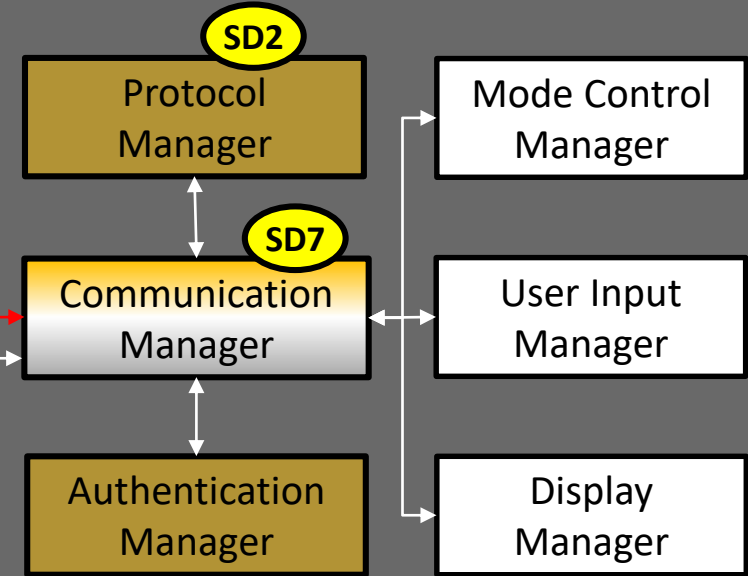 SD2
Protocol
Manager
Mode Control
Manager
SD7
Communication
Manager
User Input
Manager
Authentication
Manager
Display
Manager